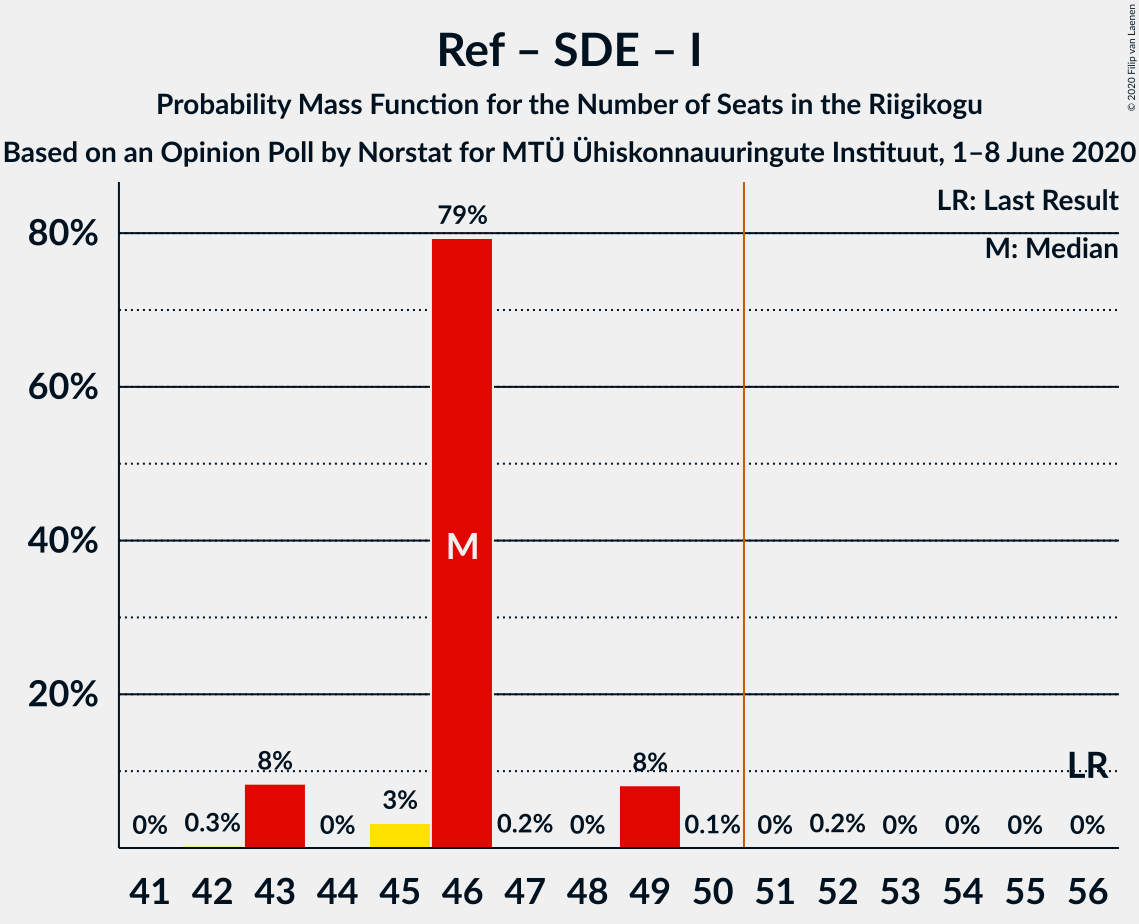 Ref – SDE – I
Probability Mass Function for the Number of Seats in the Riigikogu
Based on an Opinion Poll by Norstat for MTÜ Ühiskonnauuringute Instituut, 1–8 June 2020
© 2020 Filip van Laenen
LR: Last Result
M: Median
80%
60%
40%
20%
0%
0.3%
8%
0%
3%
79%
M
0.2%
0%
8%
0.1%
0%
0.2%
0%
0%
0%
0%
LR
41 42 43 44 45 46 47 48 49 50 51 52 53 54 55 56